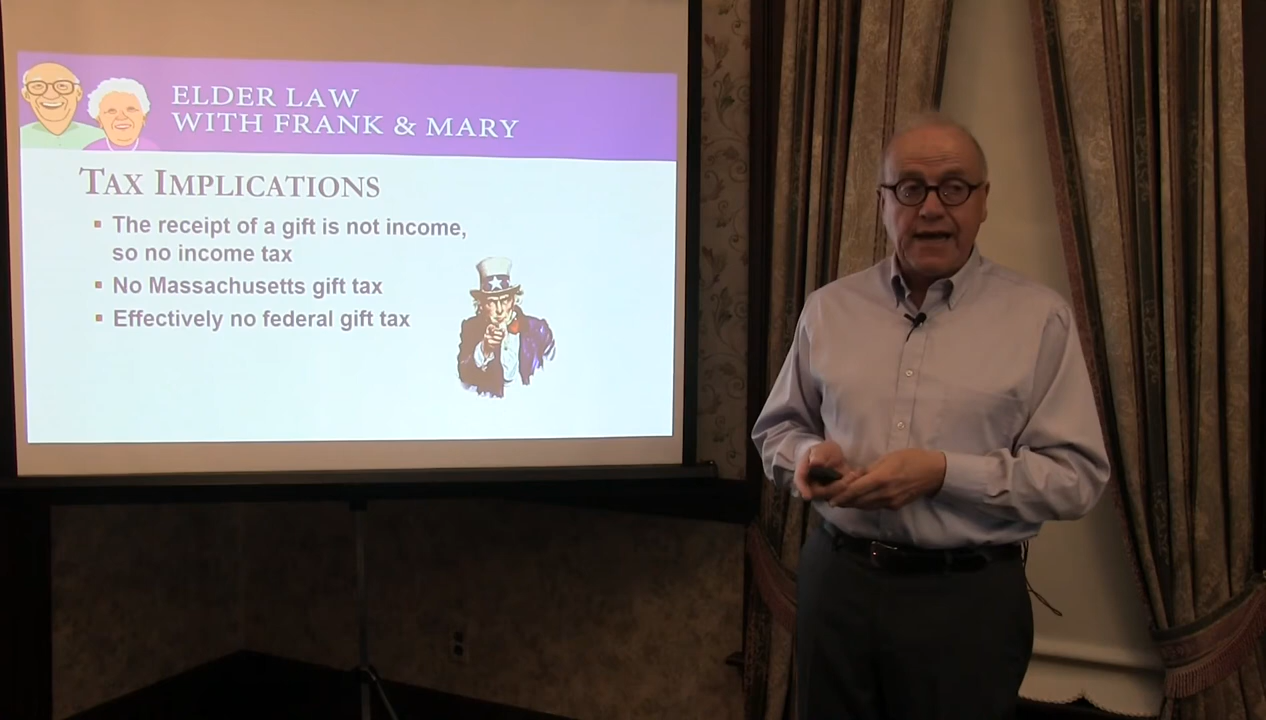 ELDER LAW
WITH FRANK & MARY
TAX IMPLICATIONS
The receipt of a gift is not income,
so no income tax
No Massachusetts gift tax
Effectively no federal gift tax